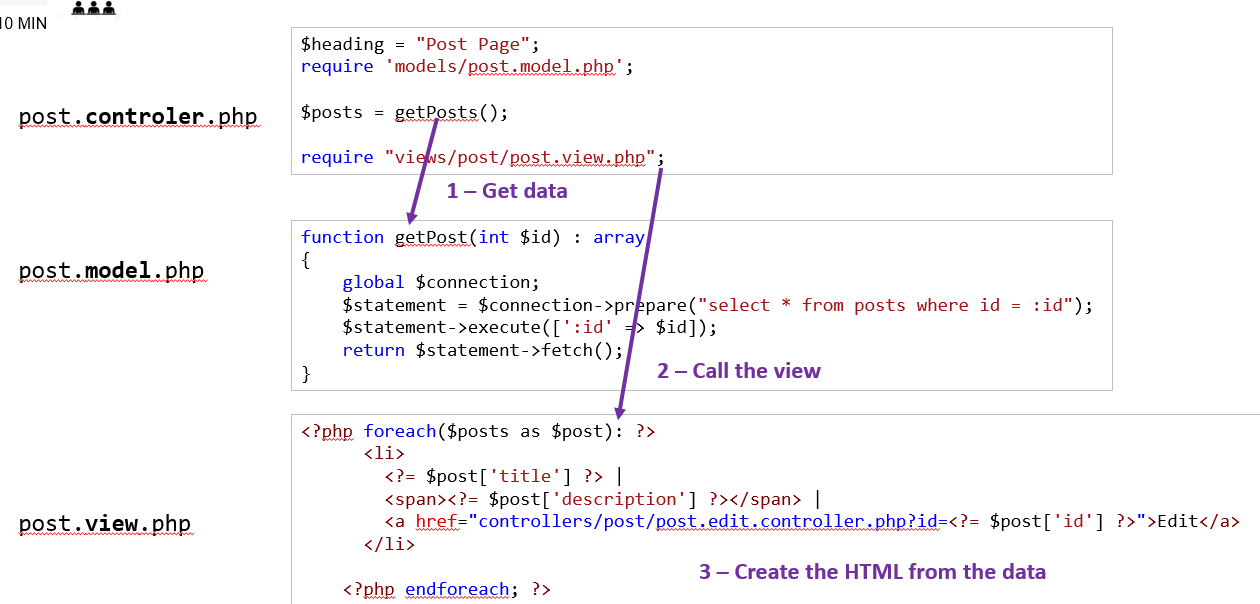 10 MIN
post.controler.php
$heading = "Post Page";
require 'models/post.model.php';
$posts = getPosts();
require "views/post/post.view.php";
1 – Get data
post.model.php
function getPost(int $id) : array
{
global $connection;
$statement = $connection->prepare("select * from posts where id = :id");
$statement->execute([':id' => $id]);
return $statement->fetch();
}
2 – Call the view
post.view.php
<?php foreach($posts as $post): ?>
<li>
<?= $post['title'] ?> |
<span><?= $post['description'] ?></span> |
<a href="controllers/post/post.edit.controller.php?id=<?= $post['id'] ?>">Edit</a>
</li>
3 – Create the HTML from the data
<?php endforeach; ?>